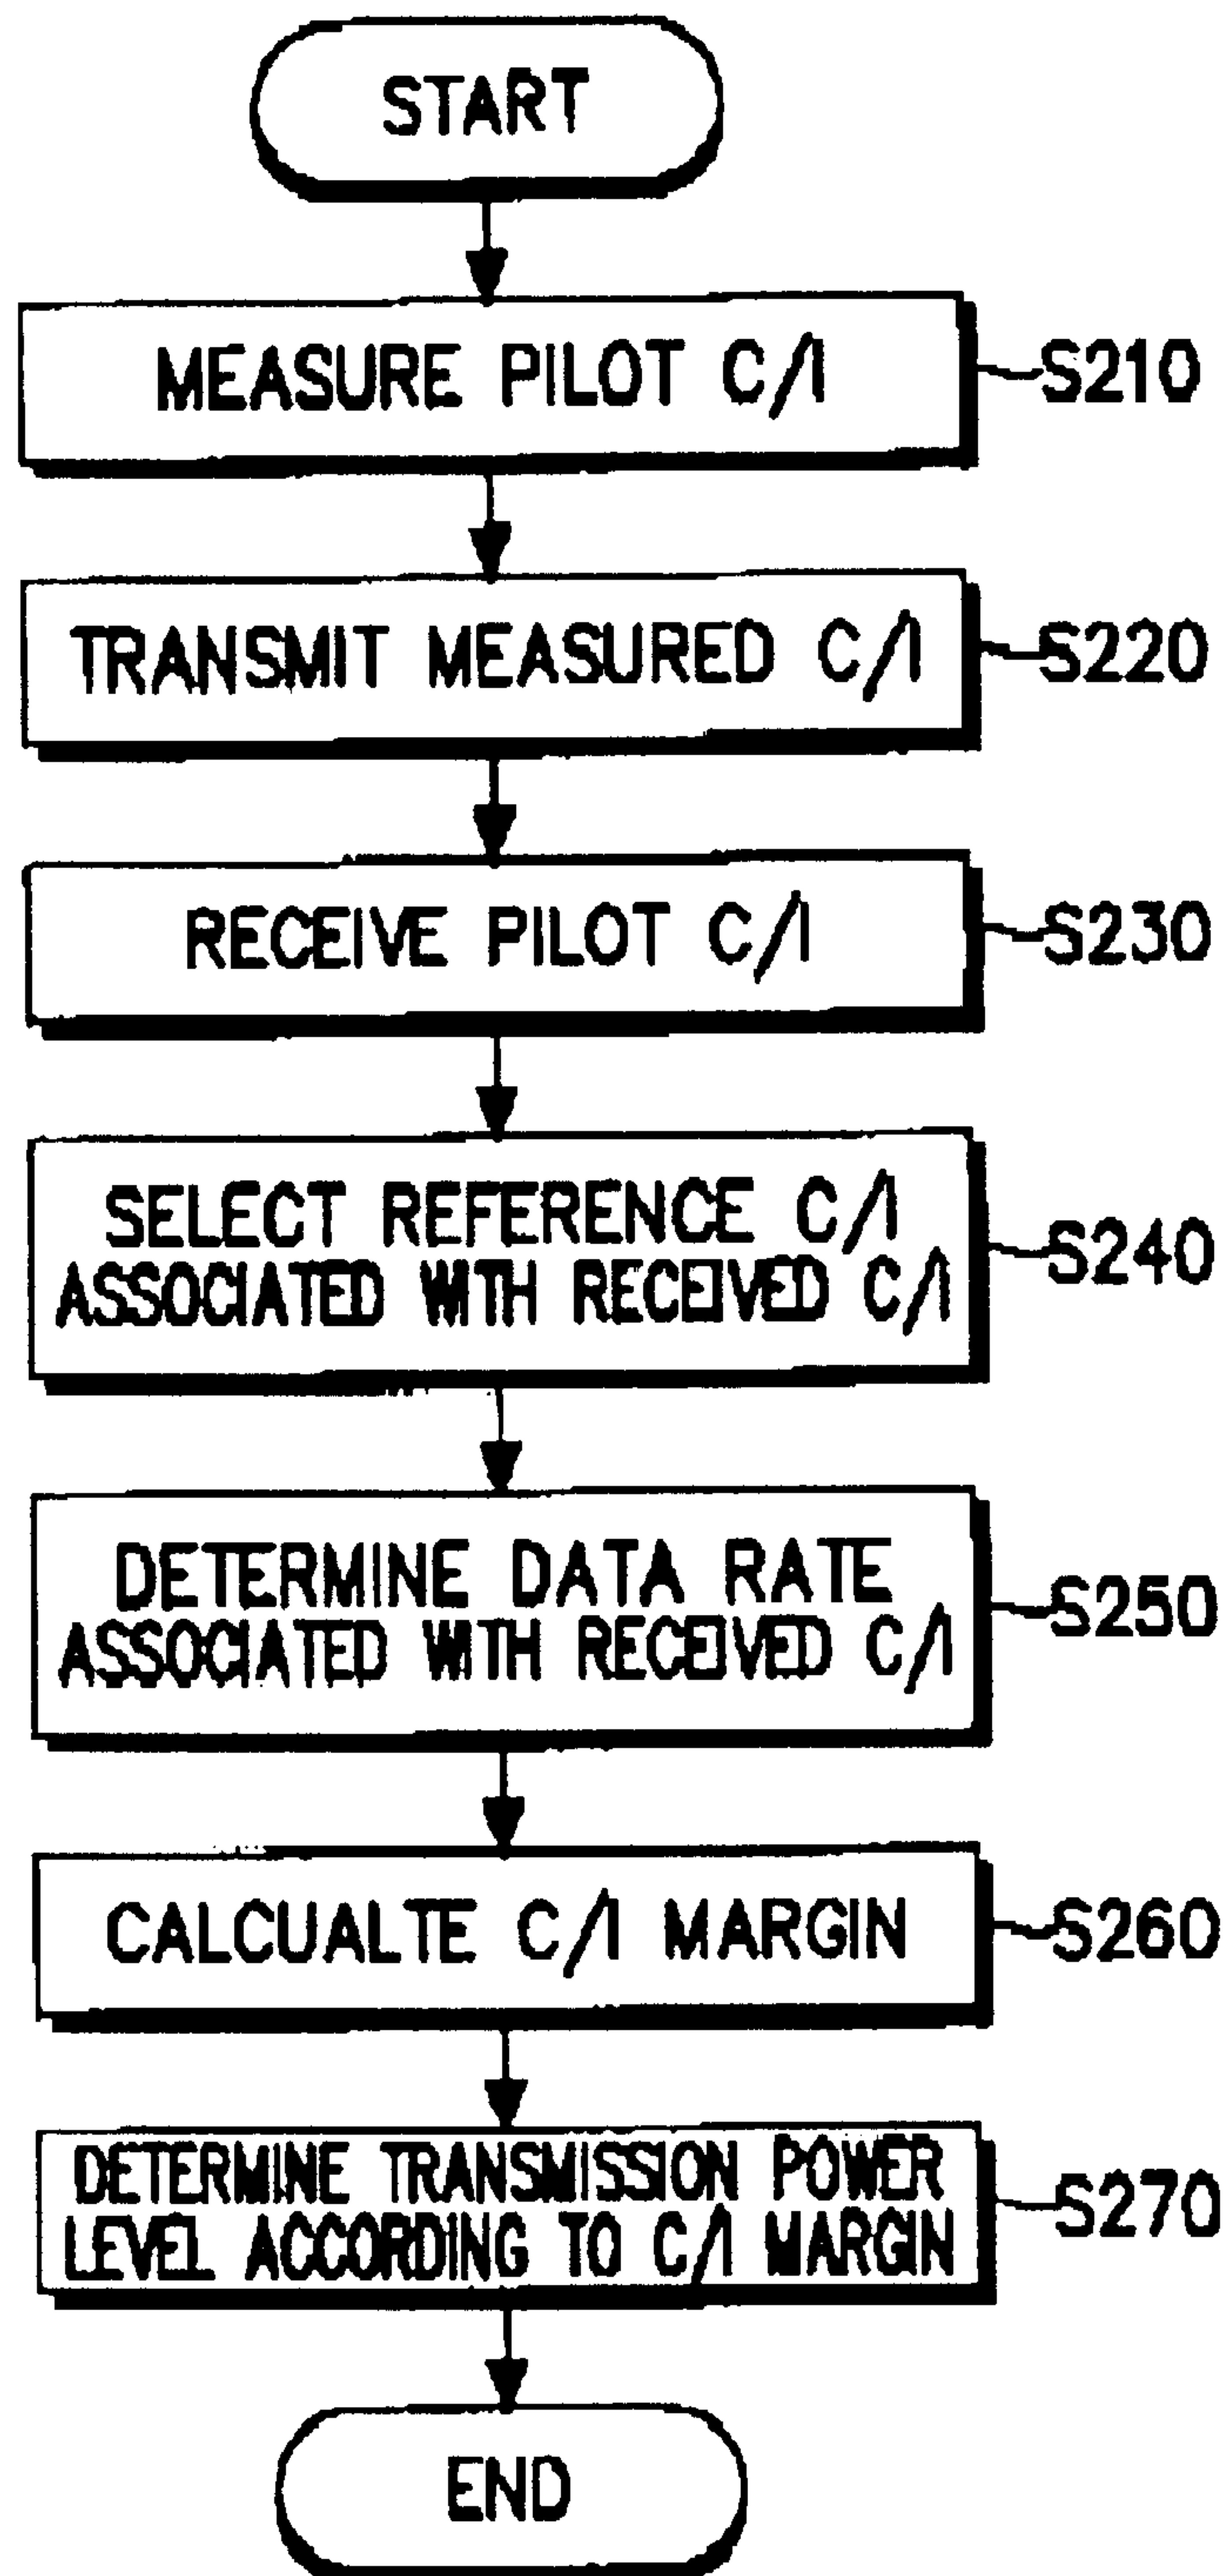 START
MEASURE PILOT C/I
S210
TRANSMIT MEASURED C/I
S220
RECEIVE PILOT C/I
S230
SELECT REFERENCE C/I
ASSOCIATED WITH RECEIVED C/I
S240
DETERMINE DATA RATE
ASSOCIATED WITH RECEIVED C/I
S250
CALCUALTE C/I MARGIN
S260
DETERMINE TRANSMISSION POWER
LEVEL ACCORDING TO C/I MARGIN
S270
END